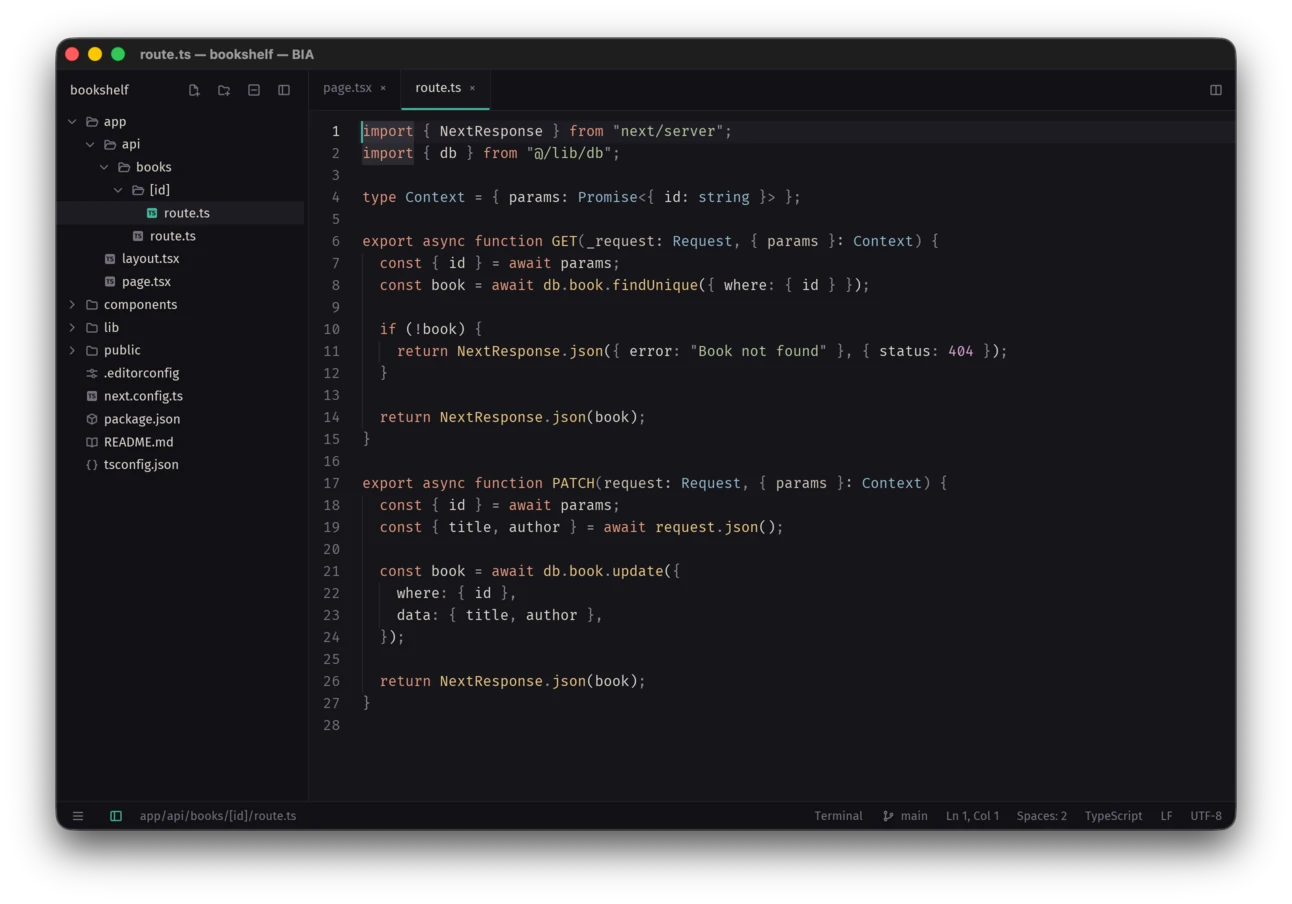 route.ts — bookshelf — BIA
bookshelf
app
api
books
[id]
route.ts
route.ts
layout.tsx
page.tsx
components
lib
public
.editorconfig
next.config.ts
package.json
README.md
tsconfig.json
page.tsx ×
route.ts ×
1 import { NextResponse } from "next/server";
2 import { db } from "@/lib/db";
3
4 type Context = { params: Promise<{ id: string }> };
5
6 export async function GET(_request: Request, { params }: Context) {
7   const { id } = await params;
8   const book = await db.book.findUnique({ where: { id } });
9
10   if (!book) {
11     return NextResponse.json({ error: "Book not found" }, { status: 404 });
12   }
13
14   return NextResponse.json(book);
15 }
16
17 export async function PATCH(request: Request, { params }: Context) {
18   const { id } = await params;
19   const { title, author } = await request.json();
20
21   const book = await db.book.update({
22     where: { id },
23     data: { title, author },
24   });
25
26   return NextResponse.json(book);
27 }
28
app/api/books/[id]/route.ts
Terminal main Ln 1, Col 1 Spaces: 2 TypeScript LF UTF-8